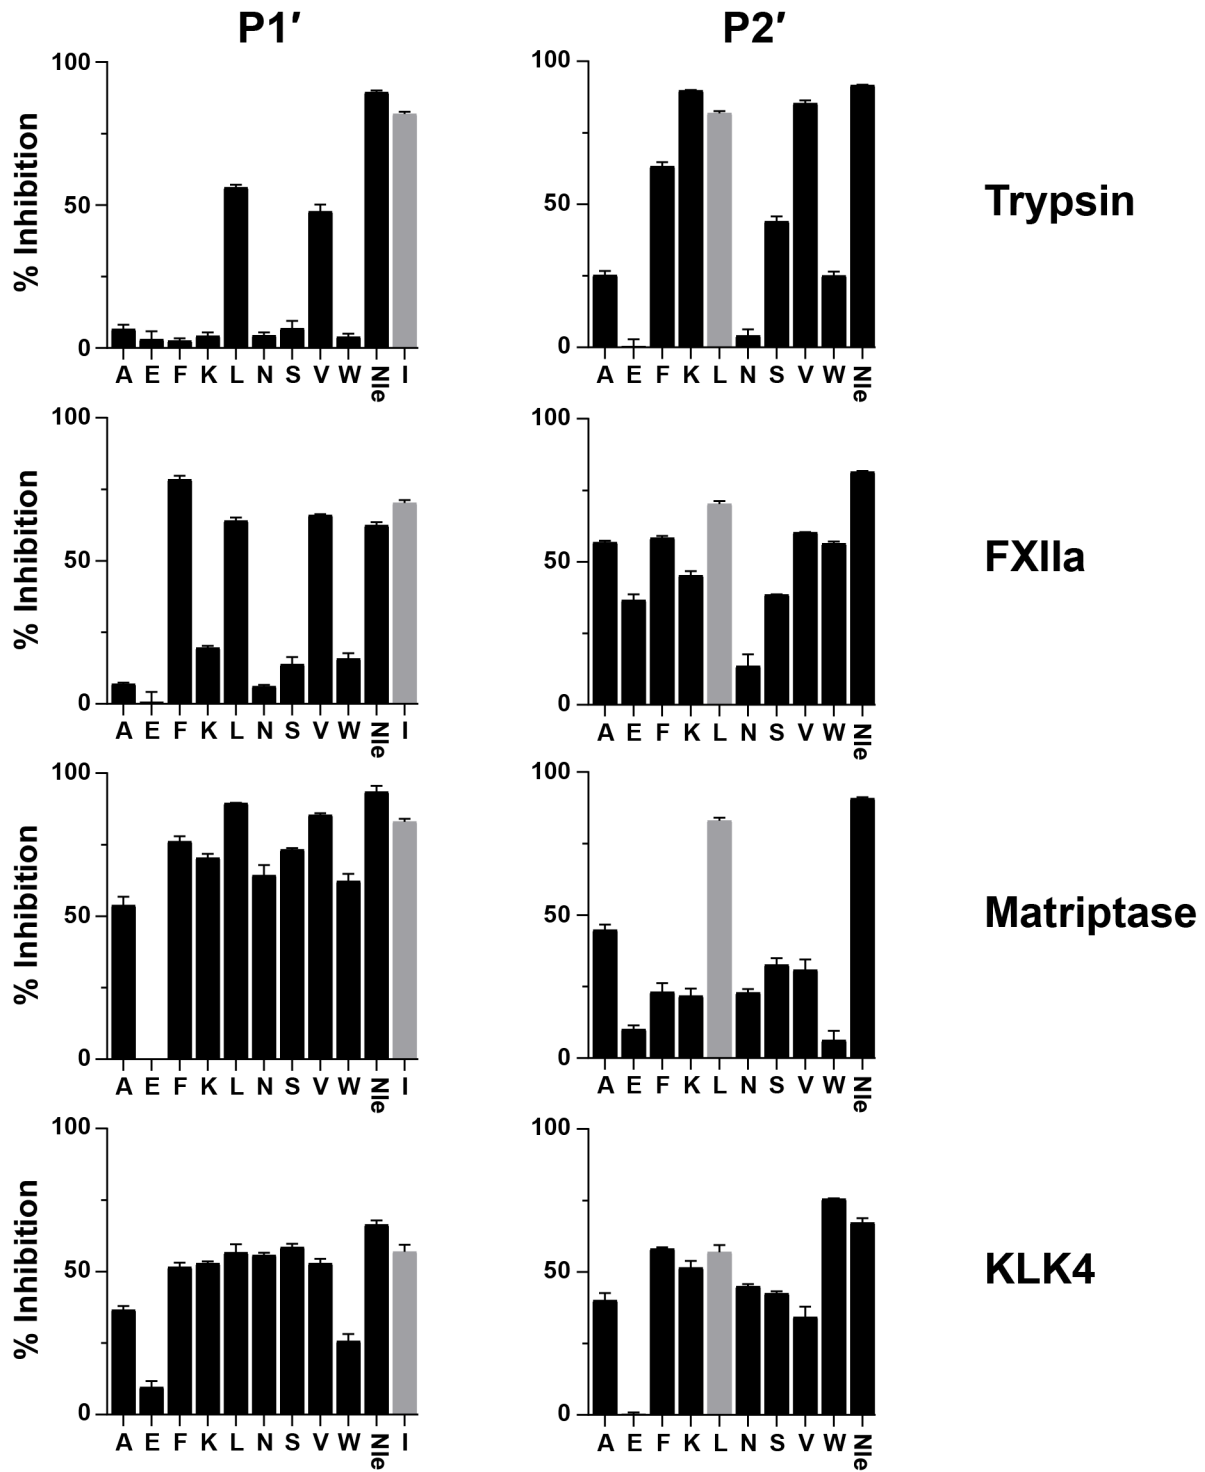 P1′ P2′
100 100
50 50
0 0
% Inhibition
A E F K L N S V W Nle I
A E F K L N S V W Nle
Trypsin
100 100
50 50
0 0
% Inhibition
A E F K L N S V W Nle I
A E F K L N S V W Nle
FXIIa
100 100
50 50
0 0
% Inhibition
A E F K L N S V W Nle I
A E F K L N S V W Nle
Matriptase
100 100
50 50
0 0
% Inhibition
A E F K L N S V W Nle I
A E F K L N S V W Nle
KLK4